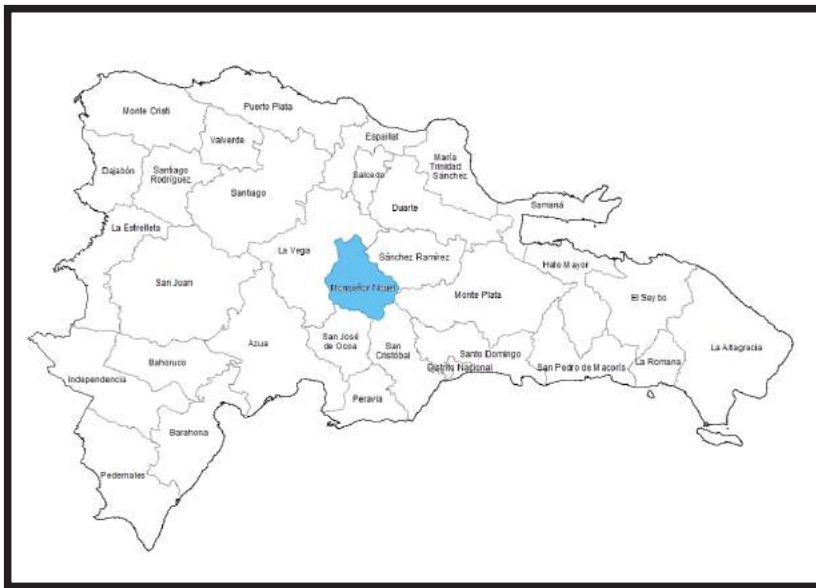 Puerto Plata
Monte Cristi
Espaillat
Valverde
María
Trinidad
Sánchez
Dajabón
Santiago
Rodríguez
Salcedo
Santiago
Duarte
Samaná
La Estrelleta
La Vega
Sánchez Ramírez
Hato Mayor
San Juan
Monseñor Nouel
Monte Plata
El Seybo
Azua
San José
de Ocoa
San
Cristóbal
Santo Domingo
La Altagracia
Bahoruco
Distrito Nacional
San Pedro de Macorís
La Romana
Independencia
Peravia
Barahona
Pedernales